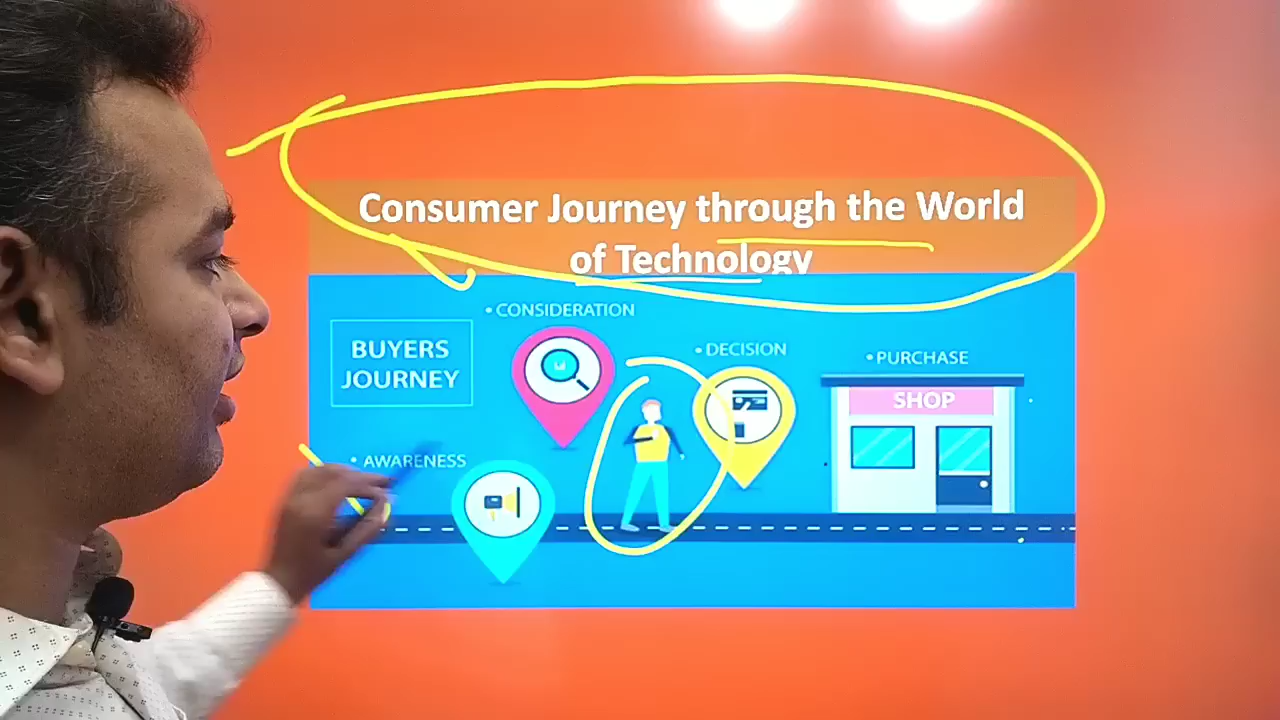 Consumer Journey through the World
of Technology
• CONSIDERATION
BUYERS
JOURNEY
• DECISION
• PURCHASE
SHOP
• AWARENESS